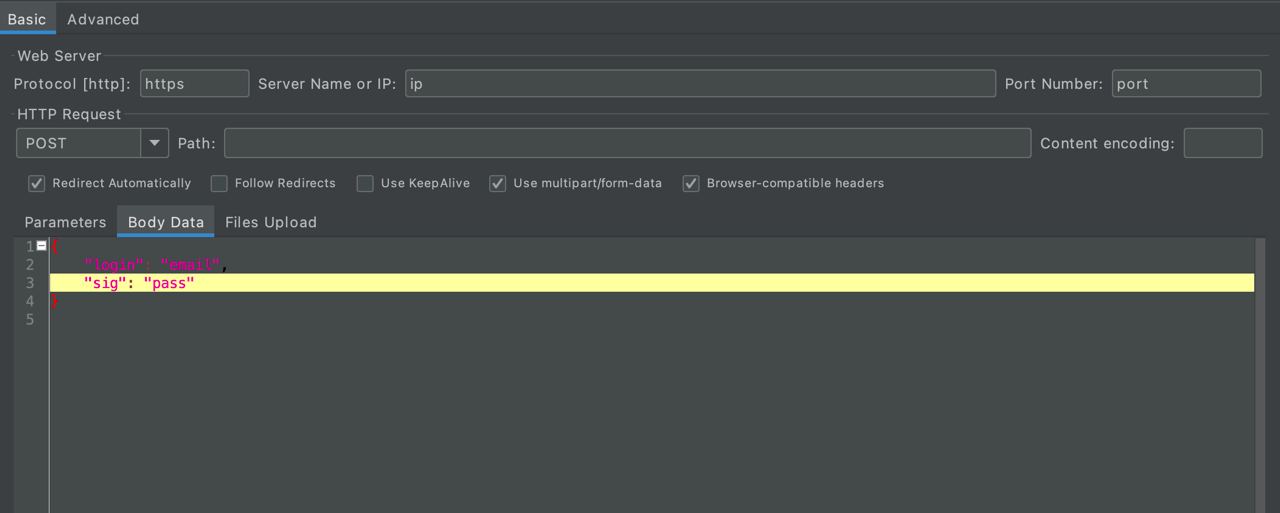 Basic Advanced
Web Server
Protocol [http]: https Server Name or IP: ip Port Number: port
HTTP Request
POST Path: Content encoding:
Redirect Automatically Follow Redirects Use KeepAlive Use multipart/form-data Browser-compatible headers
Parameters Body Data Files Upload
1 {
2 "login": "email",
3 "sig": "pass"
4 }
5